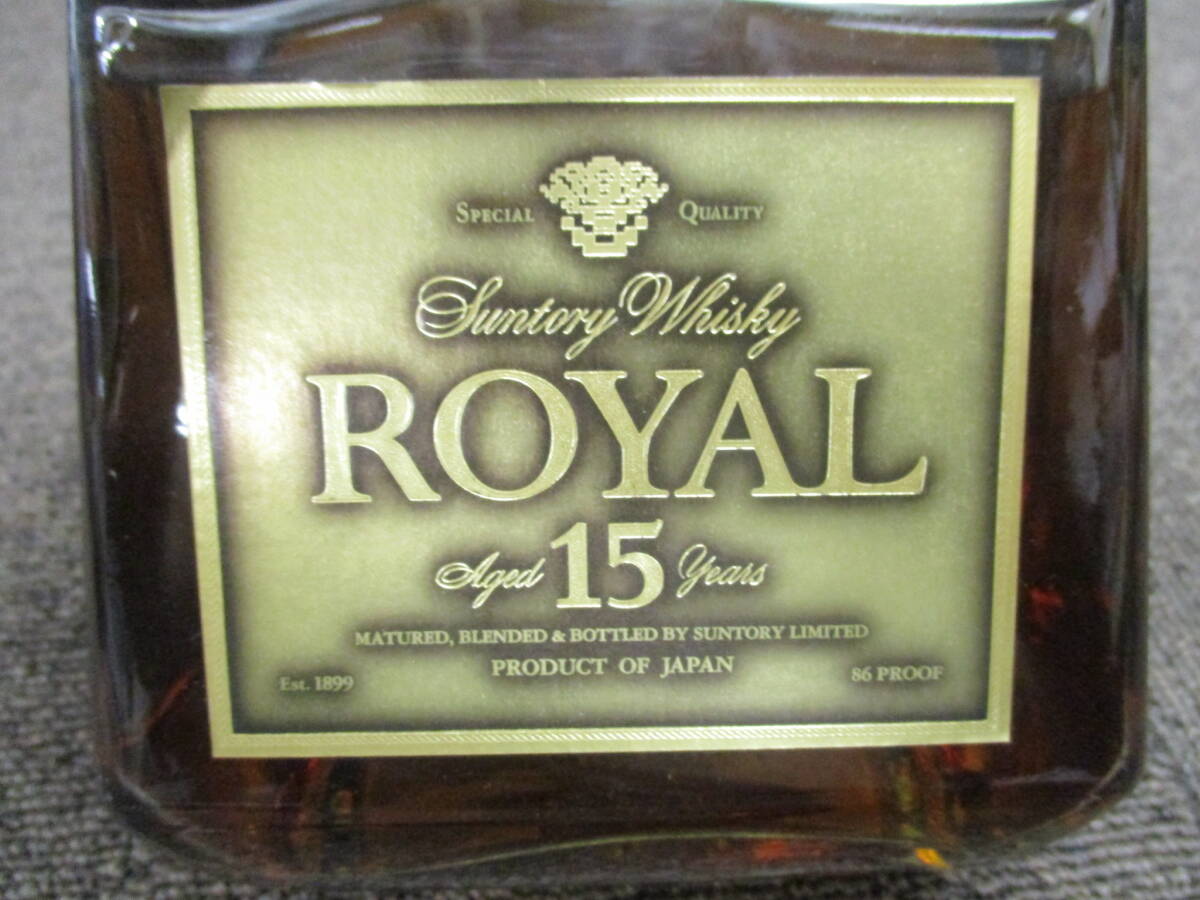 SPECIAL QUALITY
Suntory Whisky
ROYAL
Aged 15 Years
MATURED, BLENDED & BOTTLED BY SUNTORY LIMITED
PRODUCT OF JAPAN
Est. 1899 86 PROOF